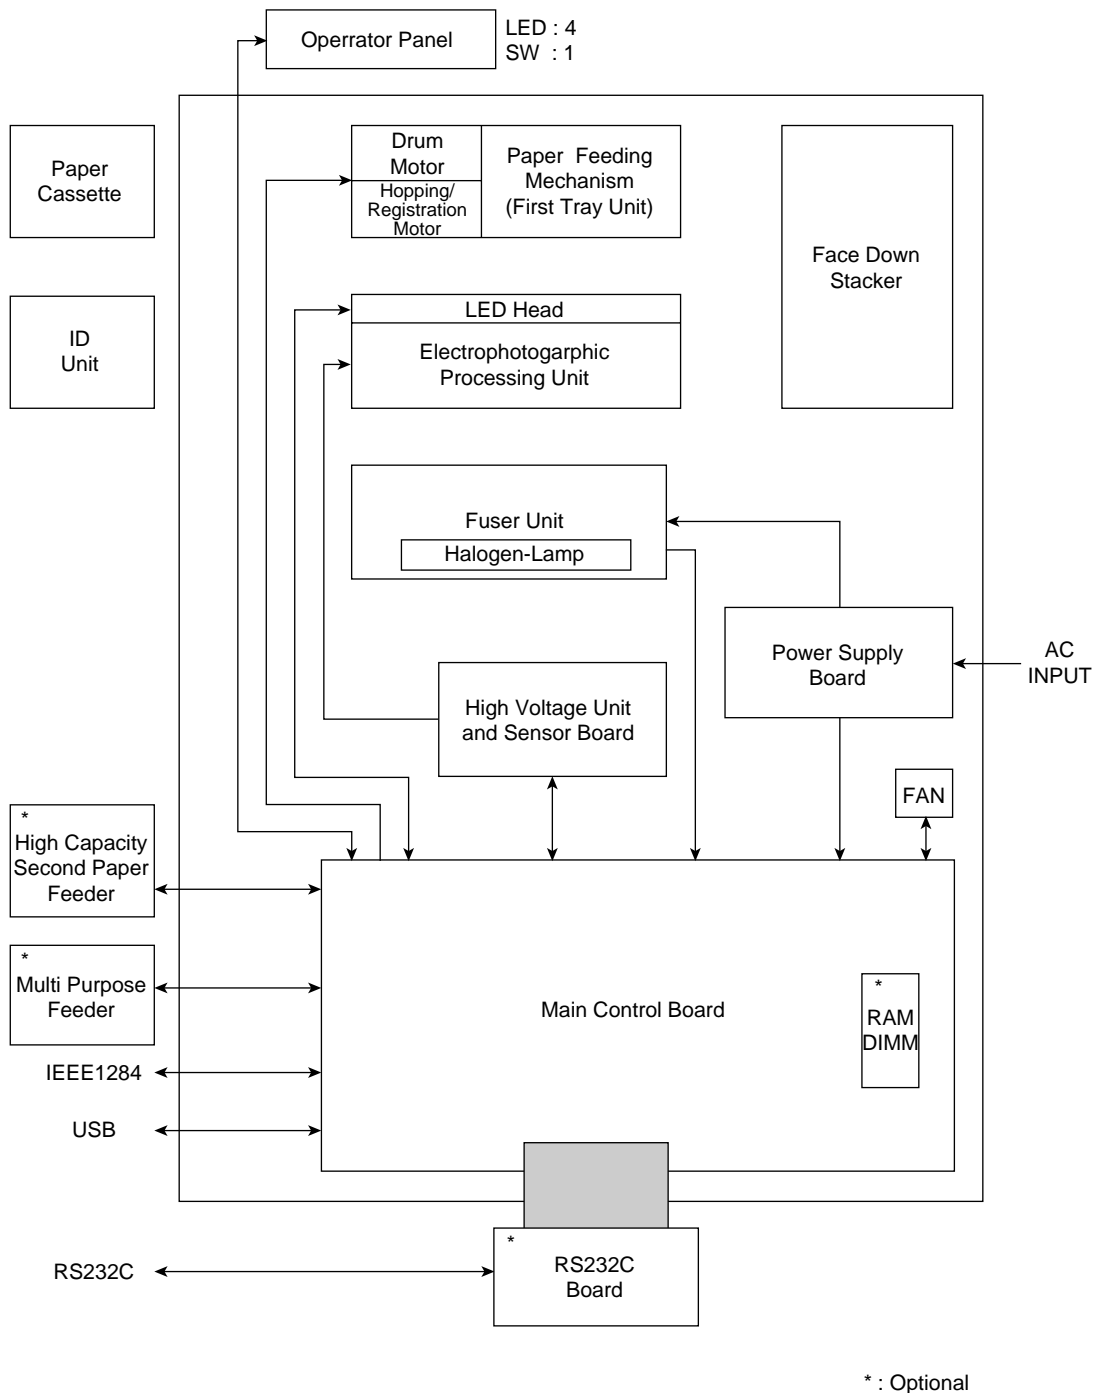 Operrator Panel
LED : 4
SW : 1
Paper
Cassette
Drum
Motor
Hopping/
Registration
Motor
Paper Feeding
Mechanism
(First Tray Unit)
Face Down
Stacker
ID
Unit
LED Head
Electrophotogarphic
Processing Unit
Fuser Unit
Halogen-Lamp
Power Supply
Board
AC
INPUT
High Voltage Unit
and Sensor Board
FAN
*
High Capacity
Second Paper
Feeder
*
Multi Purpose
Feeder
Main Control Board
*
RAM
DIMM
IEEE1284
USB
RS232C
*
RS232C
Board
* : Optional